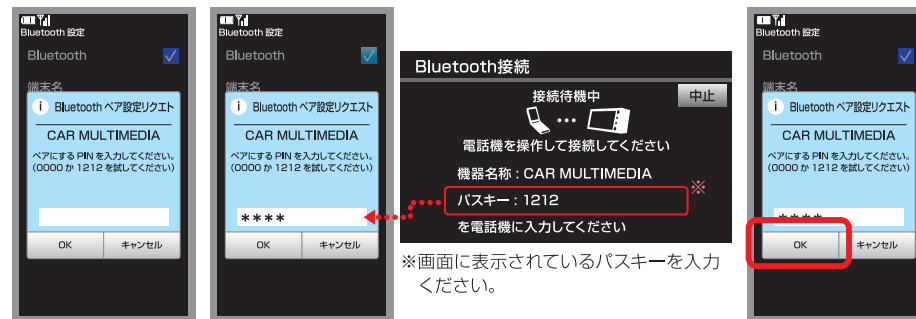 Bluetooth 設定
Bluetooth
端末名
i Bluetooth ペア設定リクエト
CAR MULTIMEDIA
ペアにする PIN を入力してください。
(0000 か 1212 を試してください)
OK キャンセル
Bluetooth 設定
Bluetooth
端末名
i Bluetooth ペア設定リクエスト
CAR MULTIMEDIA
ペアにする PIN を入力してください。
(0000 か 1212 を試してください)
****
OK キャンセル
Bluetooth接続
接続待機中 中止
電話機を操作して接続してください
機器名称 : CAR MULTIMEDIA
パスキー : 1212 ※
を電話機に入力してください
※画面に表示されているパスキーを入力
ください。
Bluetooth 設定
Bluetooth
端末名
i Bluetooth ペア設定リクエスト
CAR MULTIMEDIA
ペアにする PIN を入力してください。
(0000 か 1212 を試してください)
****
OK キャンセル